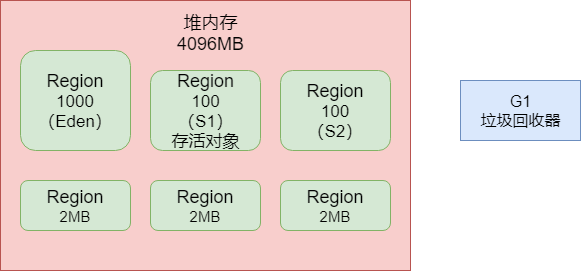 堆内存
4096MB
Region
1000
（Eden）
Region
100
（S1）
存活对象
Region
100
（S2）
G1
垃圾回收器
Region
2MB
Region
2MB
Region
2MB